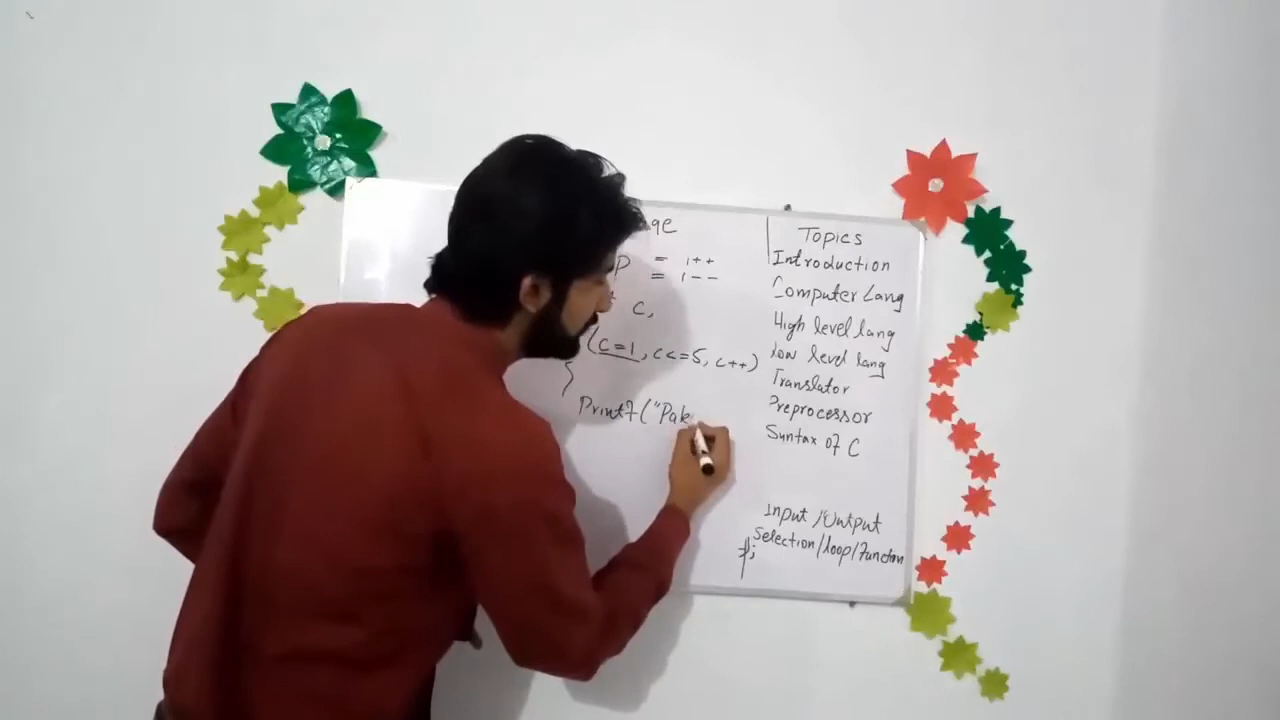 = i++
= i--
c,
(c=1, c<=5, c++)
{
Printf("Pak
Topics
Introduction
Computer Lang
High level lang
low level lang
Translator
Preprocessor
Suntax of C
Input /Output
Selection/loop/Function